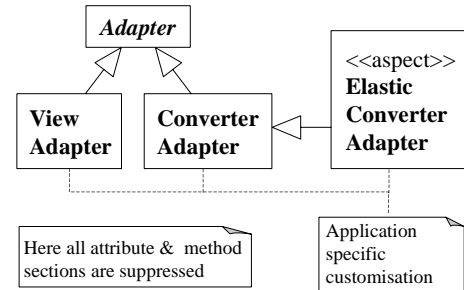 Adapter
<<aspect>>
Elastic
Converter
Adapter
View
Adapter
Converter
Adapter
Here all attribute & method
sections are suppressed
Application
specific
customisation